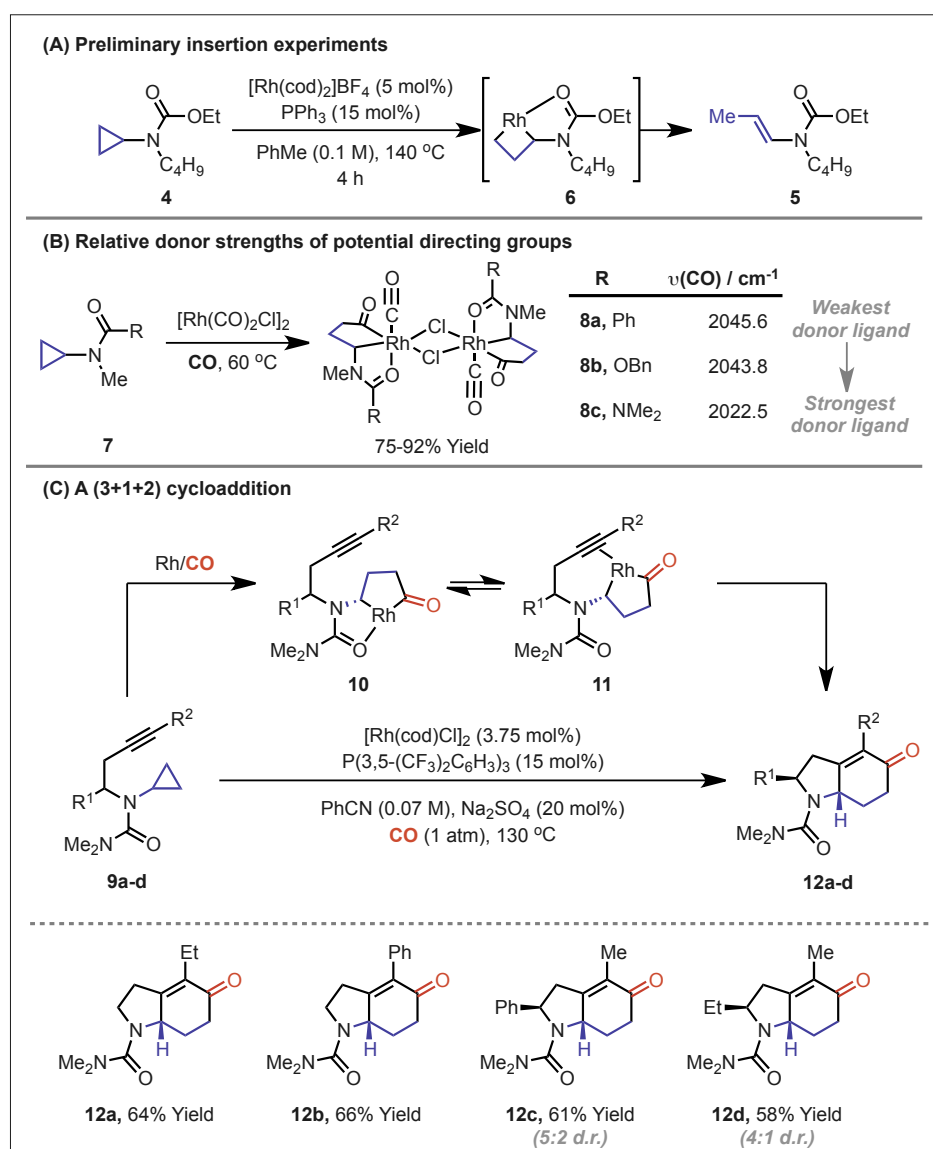 (A) Preliminary insertion experiments
[Rh(cod)2]BF4 (5 mol%)
PPh3 (15 mol%)
PhMe (0.1 M), 140 ºC
4 h
O
OEt
N
C4H9
4
Rh
O
OEt
N
C4H9
6
Me
O
OEt
N
C4H9
5
(B) Relative donor strengths of potential directing groups
O
R
N
Me
7
[Rh(CO)2Cl]2
CO, 60 ºC
R
O
C
O
NMe
O
Cl
Rh
Rh
Cl
MeN
O
O
C
O
R
75-92% Yield
R υ(CO) / cm-1
8a, Ph 2045.6
8b, OBn 2043.8
8c, NMe2 2022.5
Weakest
donor ligand
Strongest
donor ligand
(C) A (3+1+2) cycloaddition
Rh/CO
R2
R1
N
Rh
O
Me2N
O
10
R2
Rh
O
R1
N
Me2N
O
11
R2
R1
N
Me2N
O
9a-d
[Rh(cod)Cl]2 (3.75 mol%)
P(3,5-(CF3)2C6H3)3 (15 mol%)
PhCN (0.07 M), Na2SO4 (20 mol%)
CO (1 atm), 130 ºC
R2
O
R1
N
H
Me2N
O
12a-d
Et
O
N
H
Me2N
O
12a, 64% Yield
Ph
O
N
H
Me2N
O
12b, 66% Yield
Me
O
Ph
N
H
Me2N
O
12c, 61% Yield
(5:2 d.r.)
Me
O
Et
N
H
Me2N
O
12d, 58% Yield
(4:1 d.r.)